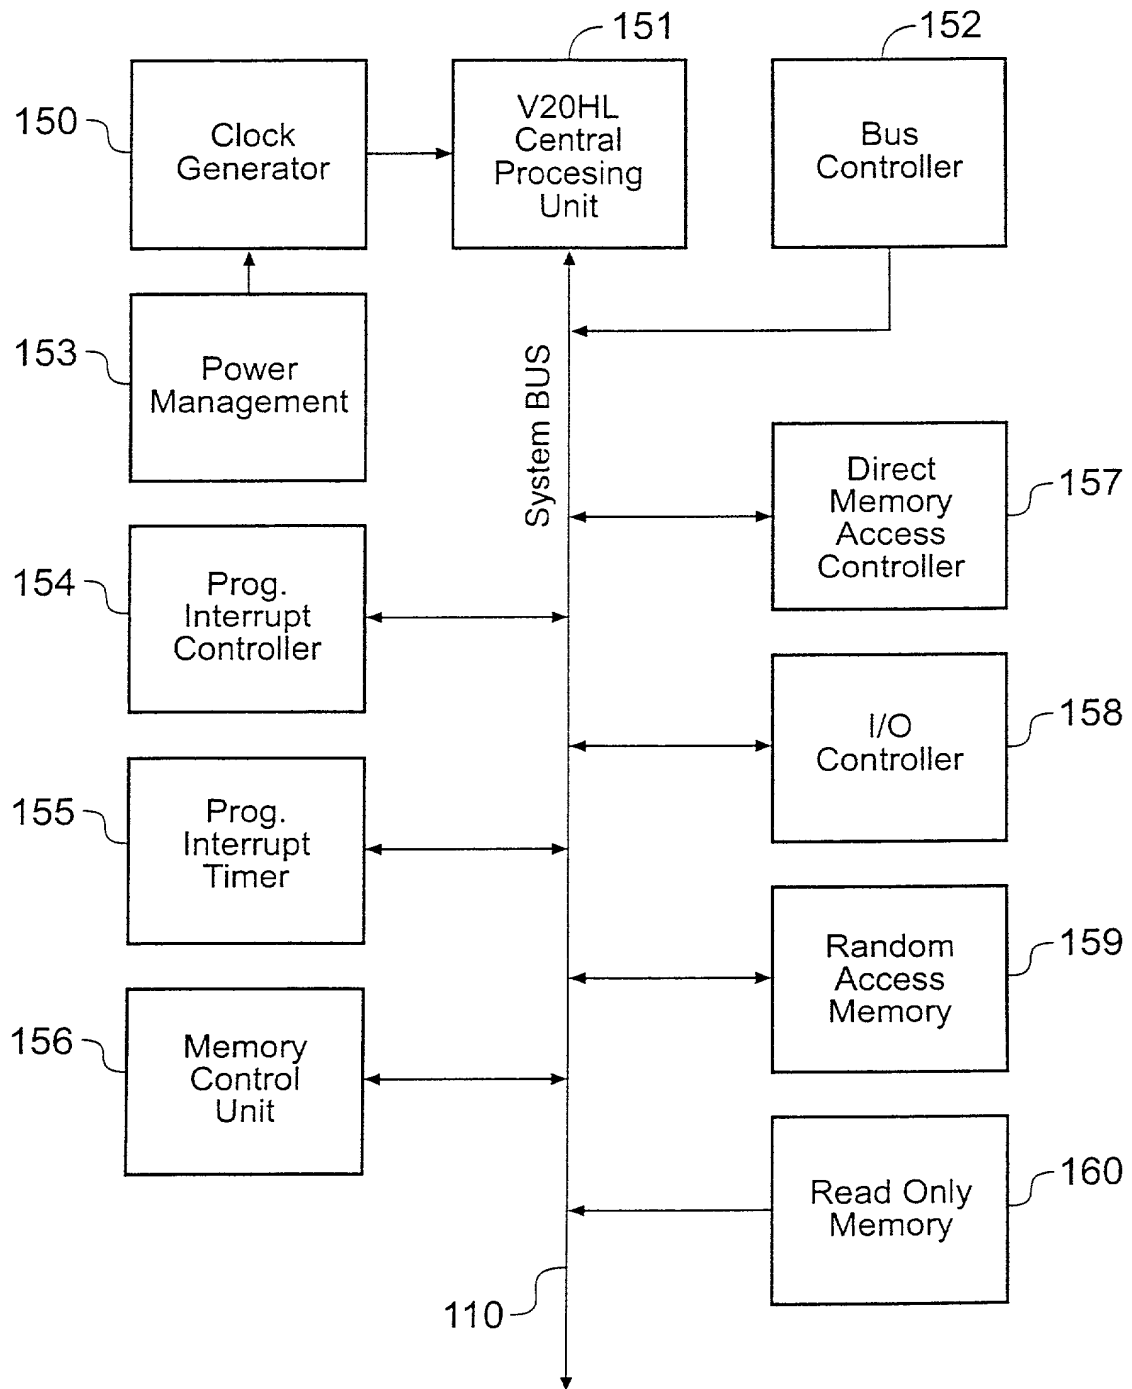 151
152
150
Clock
Generator
V20HL
Central
Procesing
Unit
Bus
Controller
153
Power
Management
System BUS
Direct
Memory
Access
Controller
157
154
Prog.
Interrupt
Controller
I/O
Controller
158
155
Prog.
Interrupt
Timer
Random
Access
Memory
159
156
Memory
Control
Unit
Read Only
Memory
160
110